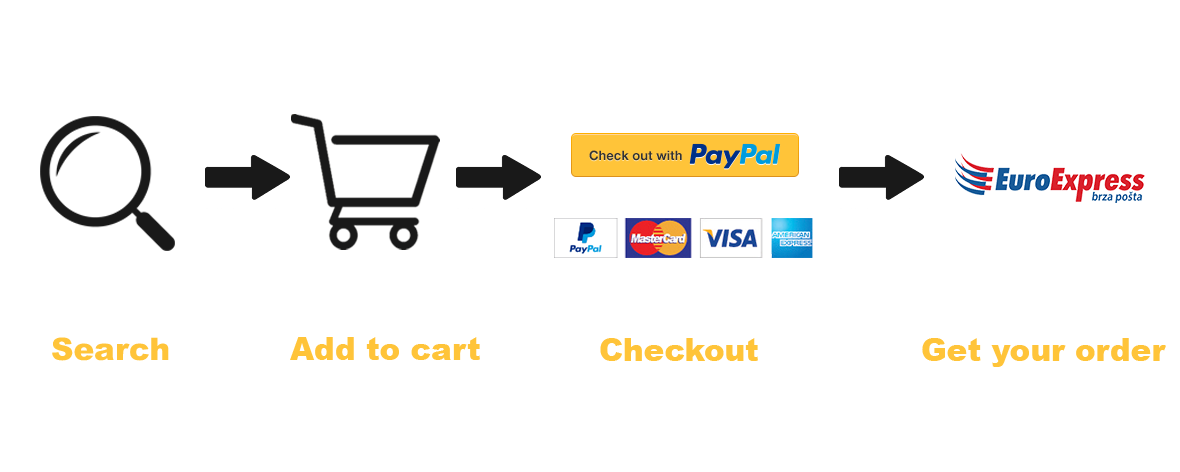 Check out with PayPal
EuroExpress
brza pošta
PayPal
MasterCard
VISA
AMERICAN EXPRESS
Search
Add to cart
Checkout
Get your order